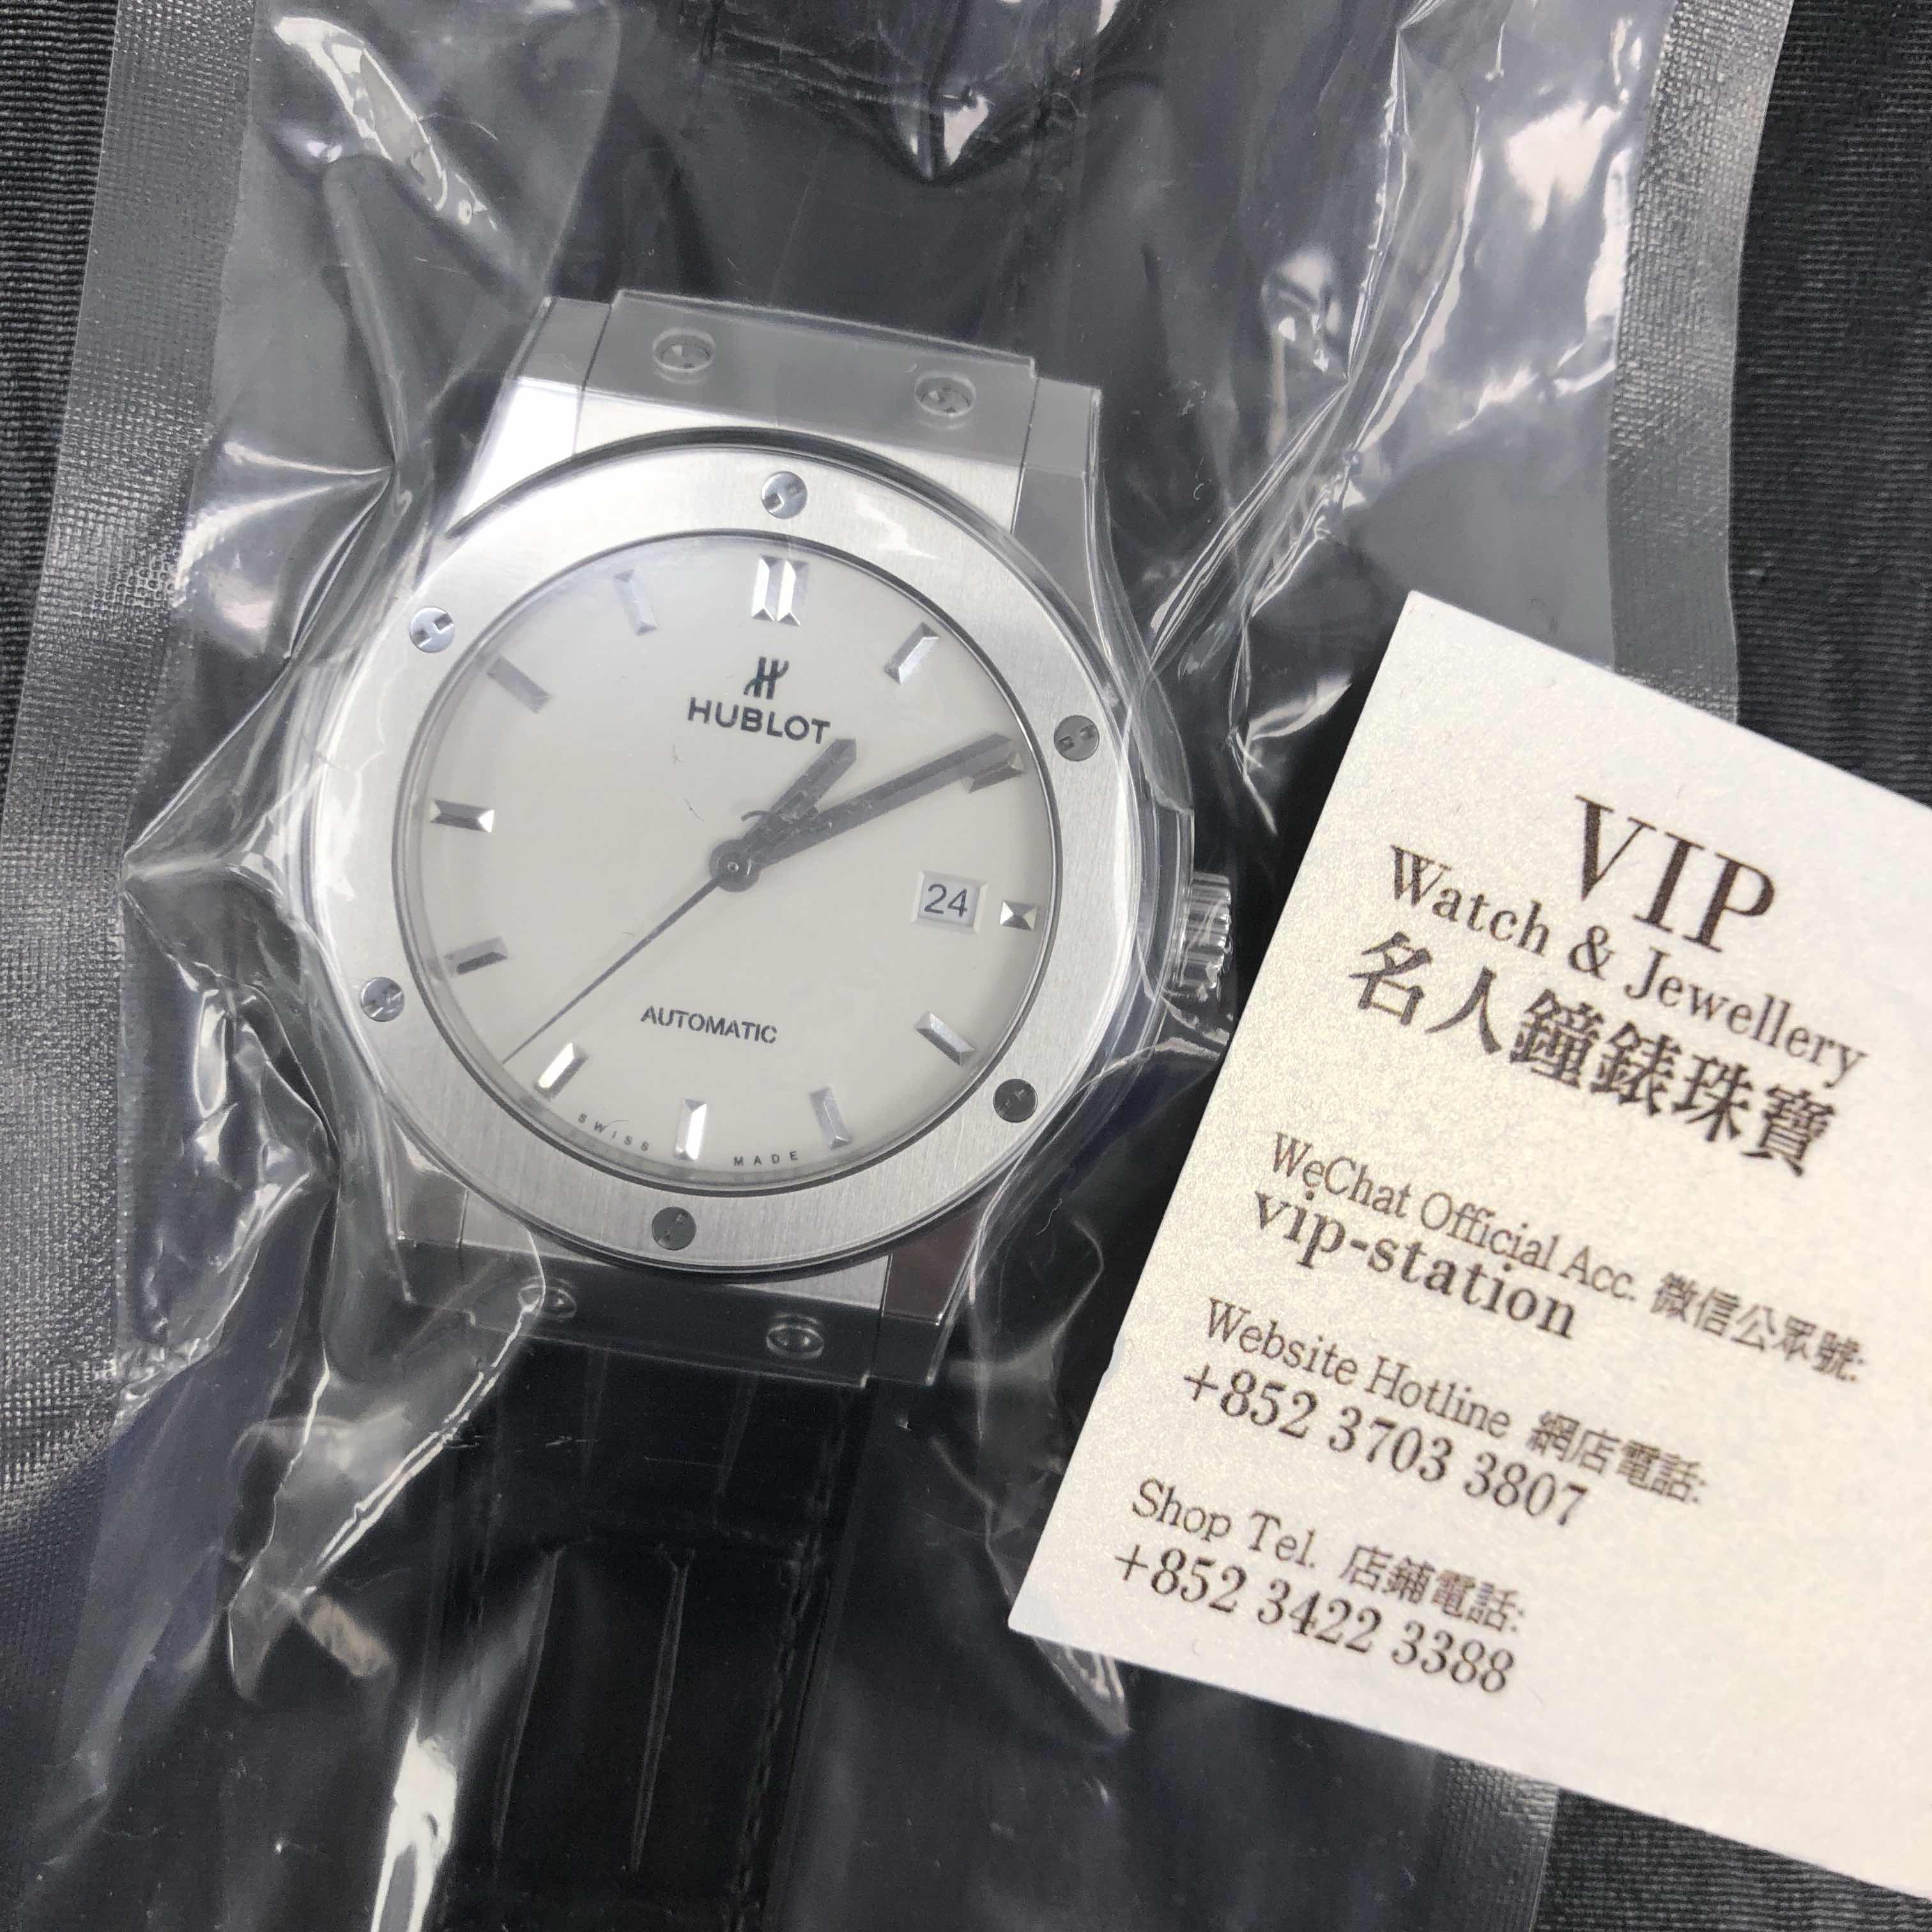 HUBLOT
24
AUTOMATIC
SWISS MADE
VIP
Watch & Jewellery
名人鐘錶珠寶
WeChat Official Acc. 微信公眾號:
vip-station
Website Hotline 網店電話:
+852 3703 3807
Shop Tel. 店鋪電話:
+852 3422 3388